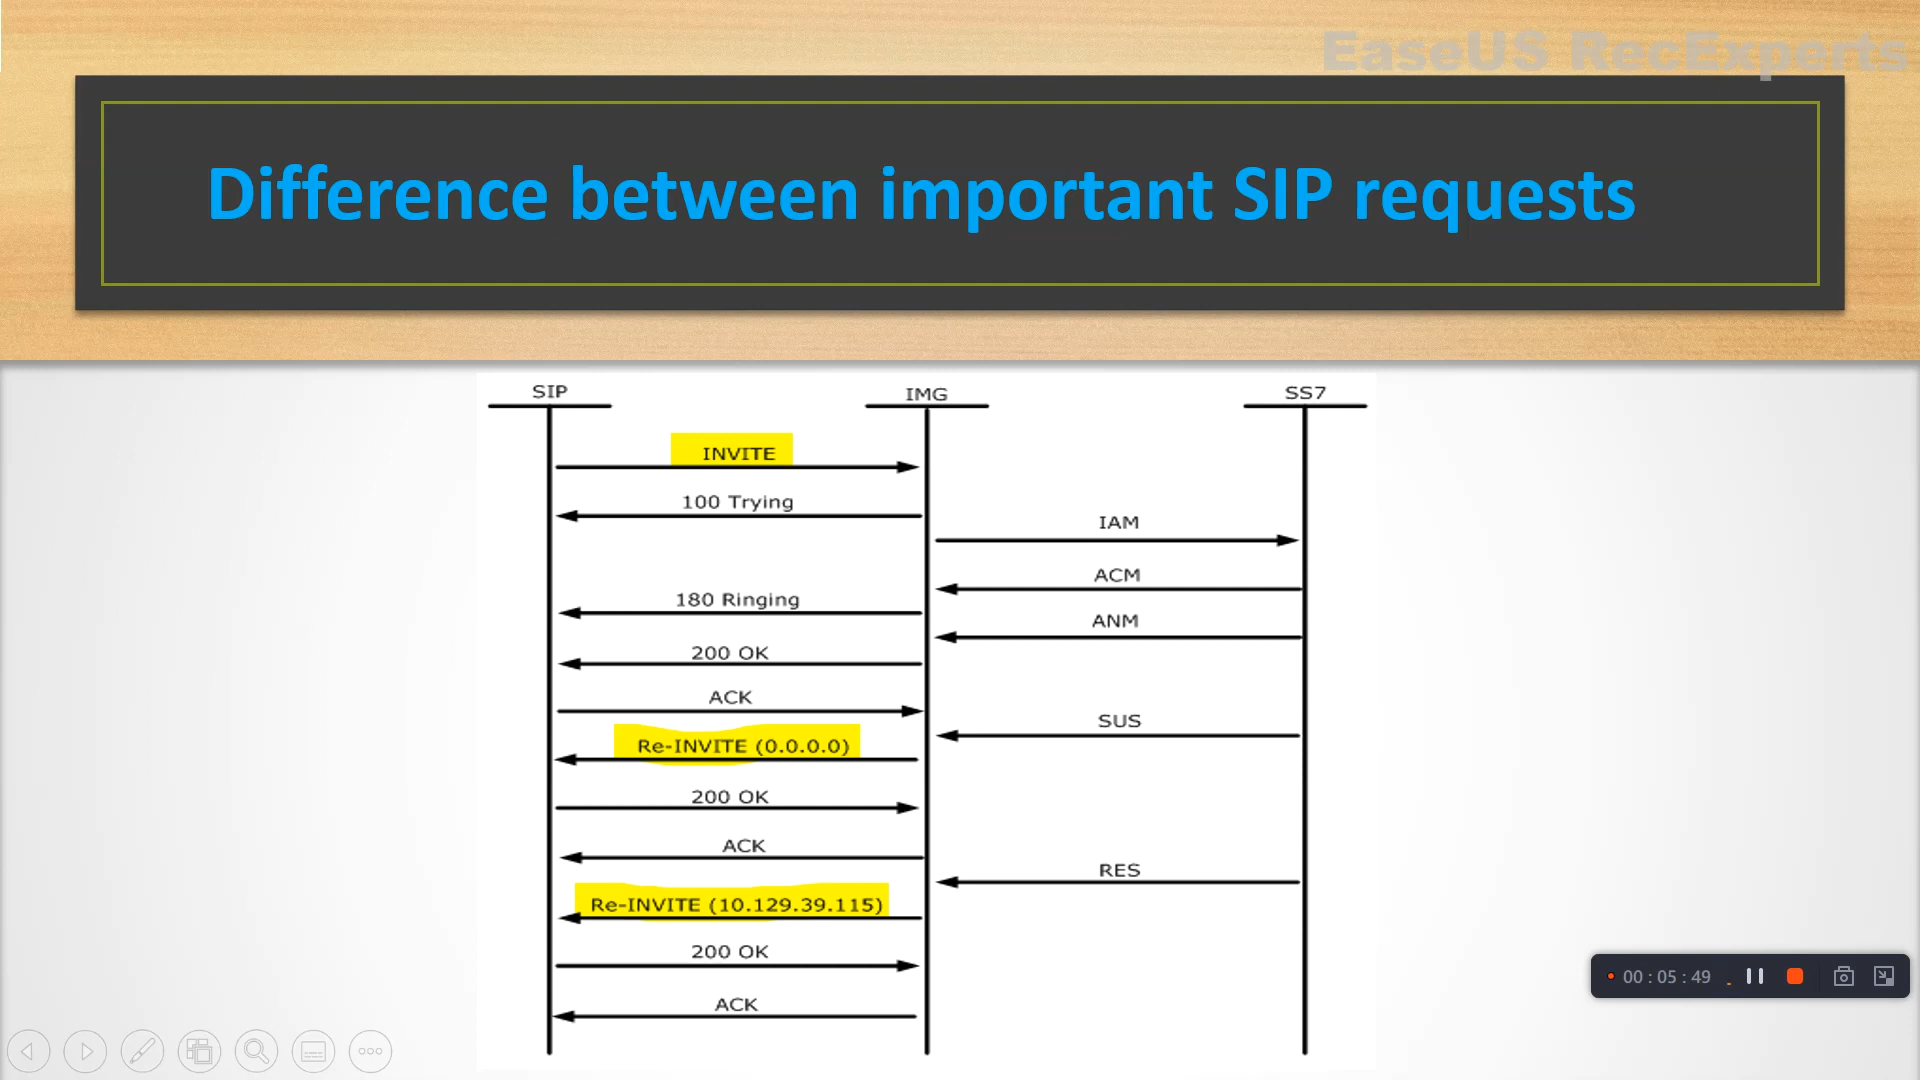 EaseUS RecExperts
Difference between important SIP requests
SIP
IMG
SS7
INVITE
100 Trying
IAM
ACM
180 Ringing
ANM
200 OK
ACK
SUS
Re-INVITE (0.0.0.0)
200 OK
ACK
RES
Re-INVITE (10.129.39.115)
200 OK
ACK
00 : 05 : 49